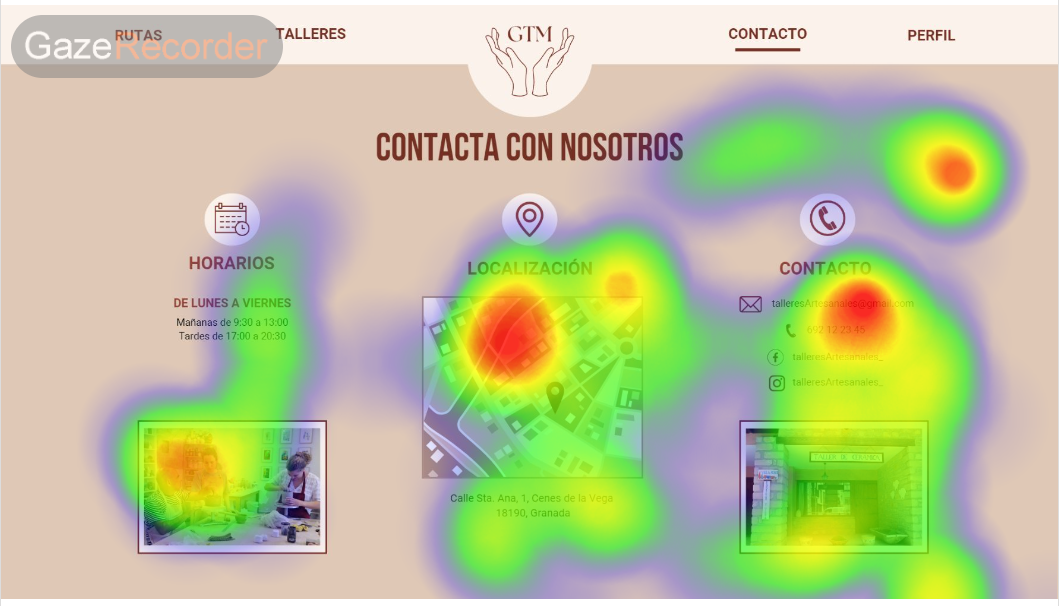 GazeRecorder
RUTAS
TALLERES
GTM
CONTACTO
PERFIL
CONTACTA CON NOSOTROS
HORARIOS
DE LUNES A VIERNES
Mañanas de 9:30 a 13:00
Tardes de 17:00 a 20:30
LOCALIZACIÓN
Calle Sta. Ana, 1, Cenes de la Vega
18190, Granada
CONTACTO
talleresArtesanales@gmail.com
692 12 23 45
talleresArtesanales_
talleresArtesanales_